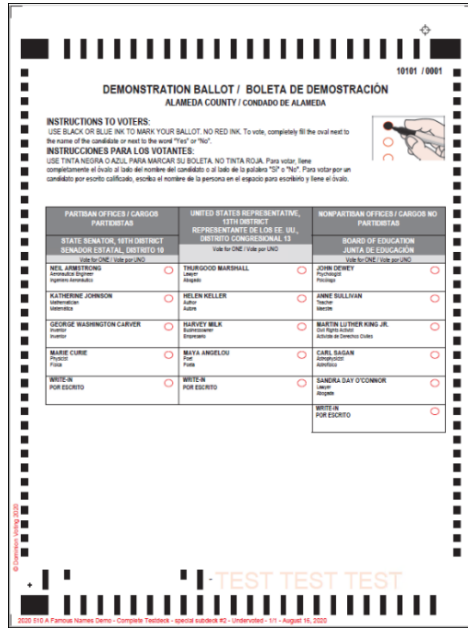 10101 / 0001
DEMONSTRATION BALLOT / BOLETA DE DEMOSTRACIÓN
ALAMEDA COUNTY / CONDADO DE ALAMEDA
INSTRUCTIONS TO VOTERS:
USE BLACK OR BLUE INK TO MARK YOUR BALLOT. NO RED INK. To vote, completely fill the oval next to
the name of the candidate or next to the word "Yes" or "No".
INSTRUCCIONES PARA LOS VOTANTES:
USE TINTA NEGRA O AZUL PARA MARCAR SU BOLETA. NO TINTA ROJA. Para votar, llene
completamente el óvalo al lado del nombre del candidato o al lado de la palabra "Sí" o "No". Para votar por un
candidato por escrito calificado, escriba el nombre de la persona en el espacio para escribirlo y llene el óvalo.
PARTISAN OFFICES / CARGOS
PARTIDISTAS
STATE SENATOR, 10TH DISTRICT
SENADOR ESTATAL, DISTRITO 10
Vote for ONE / Vote por UNO
NEIL ARMSTRONG
Aeronautical Engineer
Ingeniero Aeronáutico
KATHERINE JOHNSON
Mathematician
Matemática
GEORGE WASHINGTON CARVER
Inventor
Inventor
MARIE CURIE
Physicist
Física
WRITE-IN
POR ESCRITO
UNITED STATES REPRESENTATIVE,
13TH DISTRICT
REPRESENTANTE DE LOS EE. UU.,
DISTRITO CONGRESIONAL 13
Vote for ONE / Vote por UNO
THURGOOD MARSHALL
Lawyer
Abogado
HELEN KELLER
Author
Autora
HARVEY MILK
Businessowner
Empresario
MAYA ANGELOU
Poet
Poeta
WRITE-IN
POR ESCRITO
NONPARTISAN OFFICES / CARGOS NO
PARTIDISTAS
BOARD OF EDUCATION
JUNTA DE EDUCACIÓN
Vote for ONE / Vote por UNO
JOHN DEWEY
Psychologist
Psicólogo
ANNE SULLIVAN
Teacher
Maestra
MARTIN LUTHER KING JR.
Civil Rights Activist
Activista de Derechos Civiles
CARL SAGAN
Astrophysicist
Astrofísico
SANDRA DAY O'CONNOR
Lawyer
Abogada
WRITE-IN
POR ESCRITO
© Dominion Voting 2020
TEST TEST TEST
2020 S10 A Famous Names Demo - Complete Testdeck - special subdeck #2 - Undervoted - 1/1 - August 16, 2020